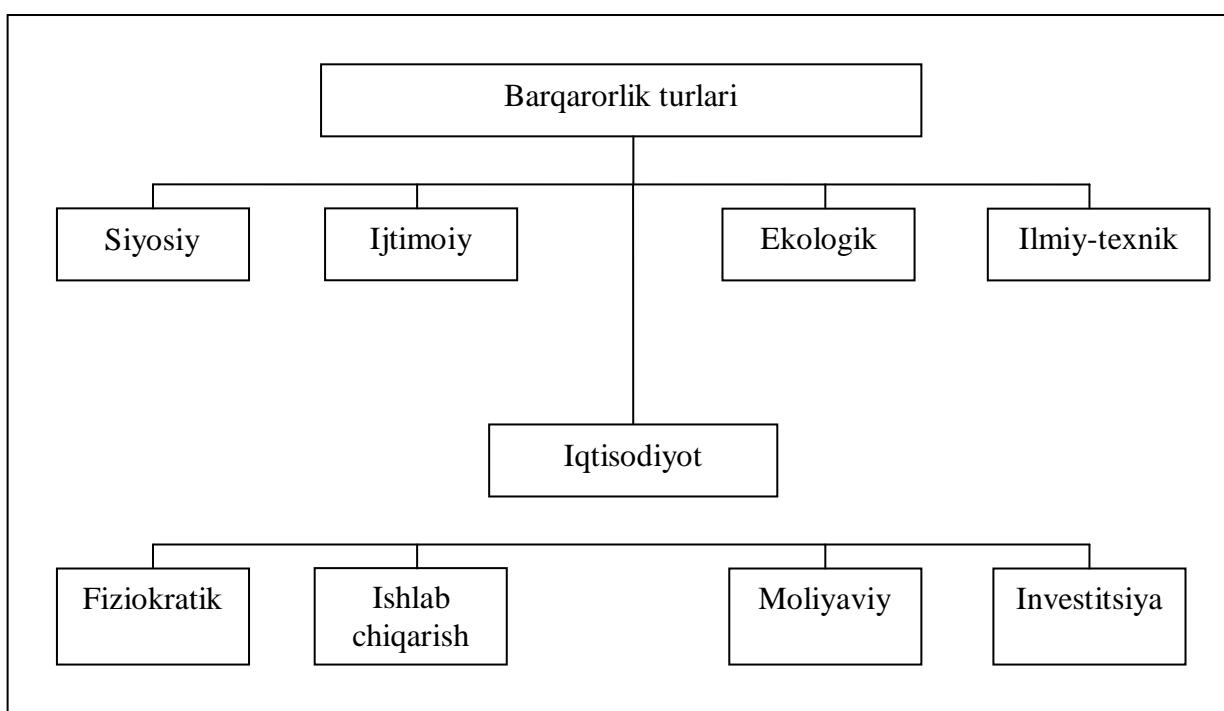 Barqarorlik turlari
Siyosiy
Ijtimoiy
Ekologik
Ilmiy-texnik
Iqtisodiyot
Fiziokratik
Ishlab
chiqarish
Moliyaviy
Investitsiya